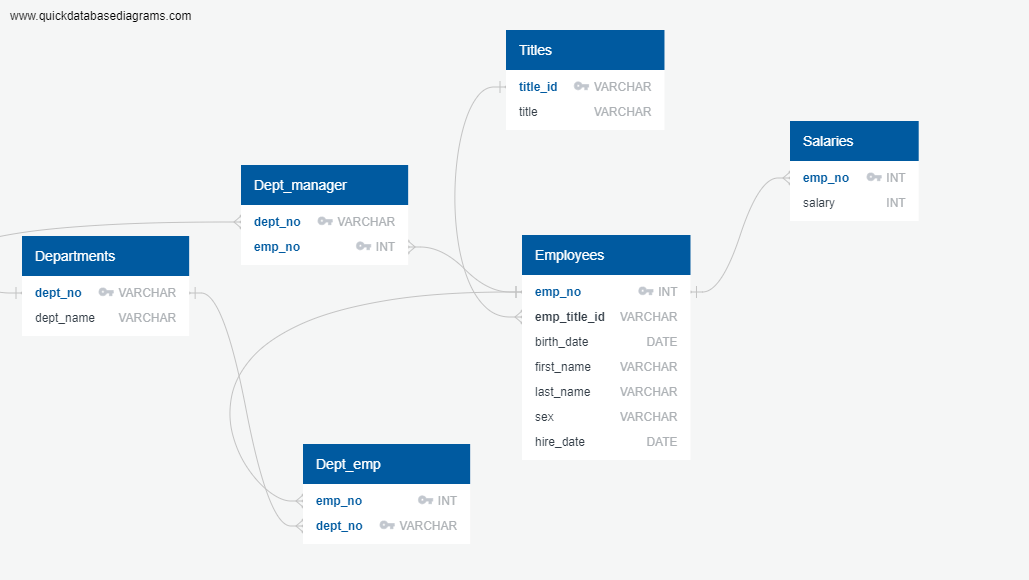 www.quickdatabasediagrams.com
Titles
title_id VARCHAR
title VARCHAR
Salaries
emp_no INT
salary INT
Dept_manager
dept_no VARCHAR
emp_no INT
Departments
dept_no VARCHAR
dept_name VARCHAR
Employees
emp_no INT
emp_title_id VARCHAR
birth_date DATE
first_name VARCHAR
last_name VARCHAR
sex VARCHAR
hire_date DATE
Dept_emp
emp_no INT
dept_no VARCHAR